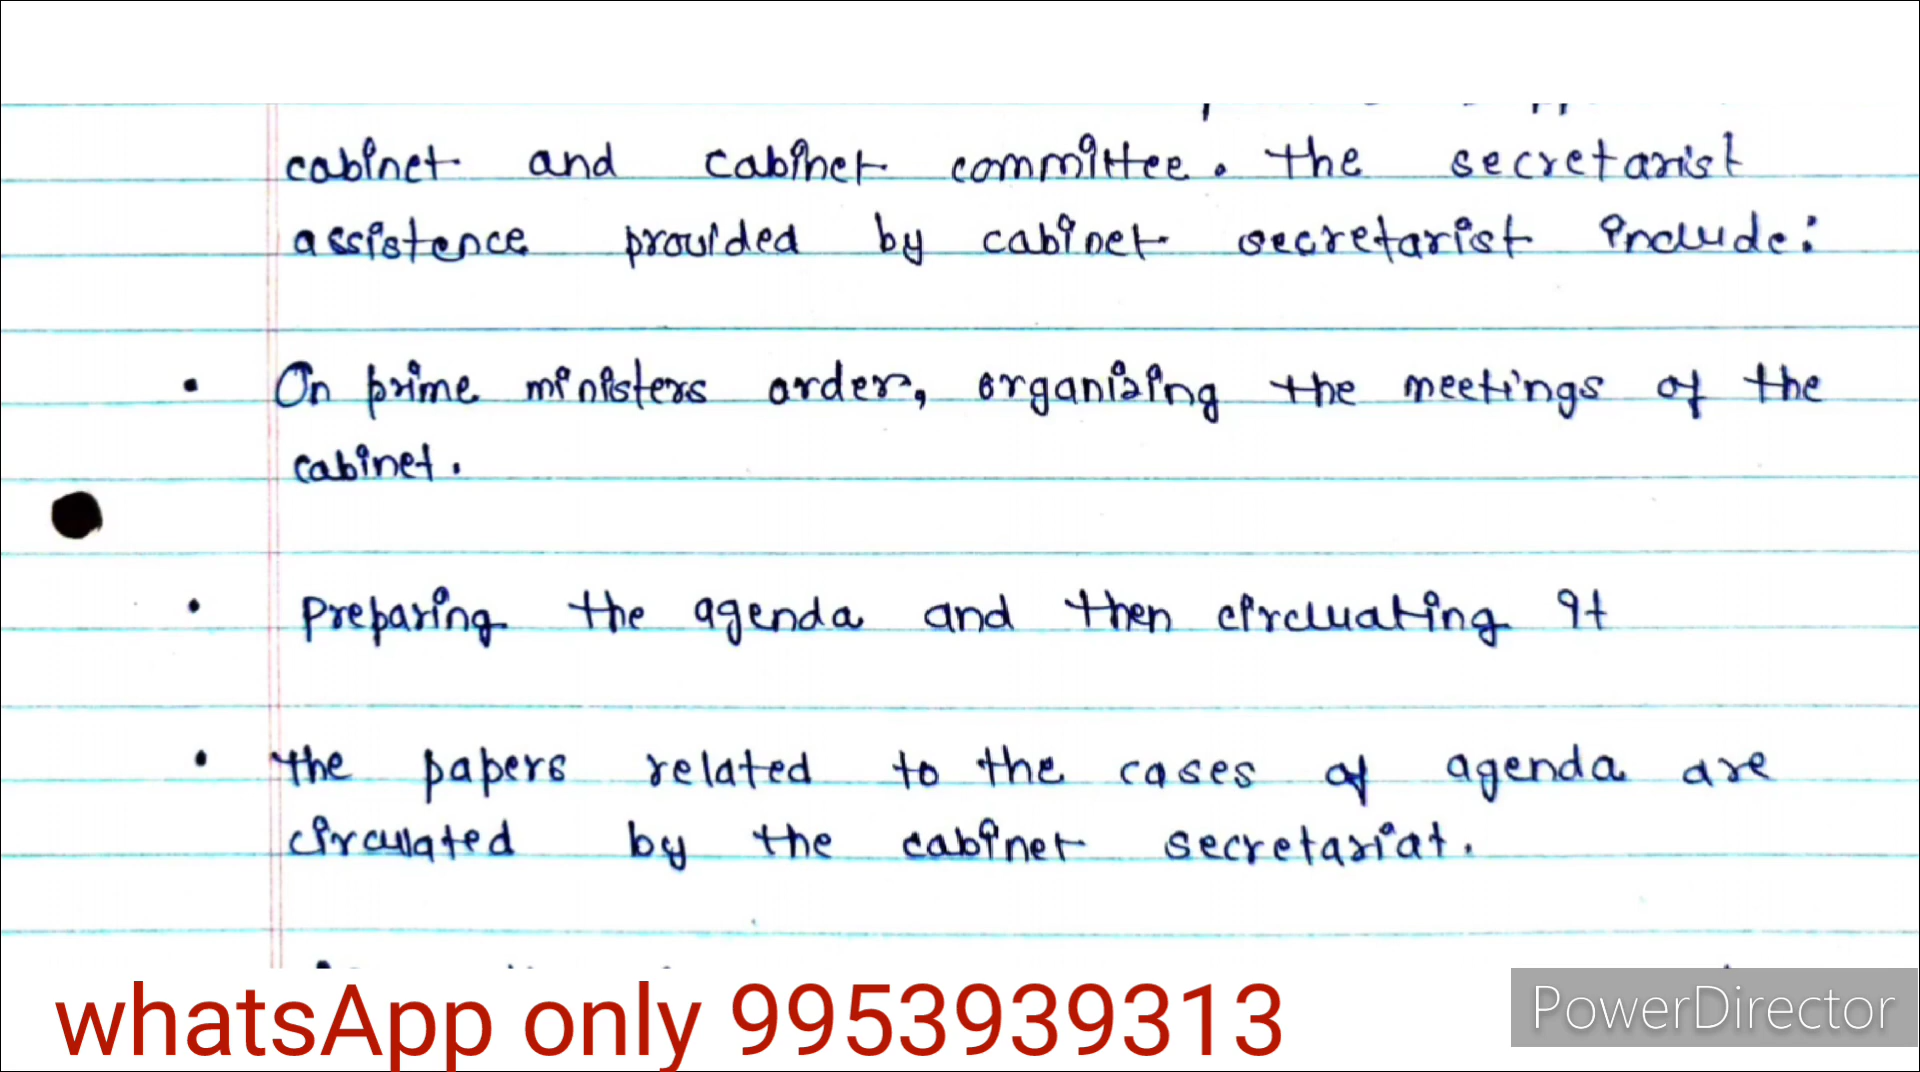 cabinet and cabinet committee. the secretarist
assistence provided by cabinet secretarist include:
• On prime ministers order, organizing the meetings of the
cabinet.
• preparing the agenda and then circluating it
• the papers related to the cases of agenda are
circulated by the cabinet secretariat.
whatsApp only 9953939313
PowerDirector